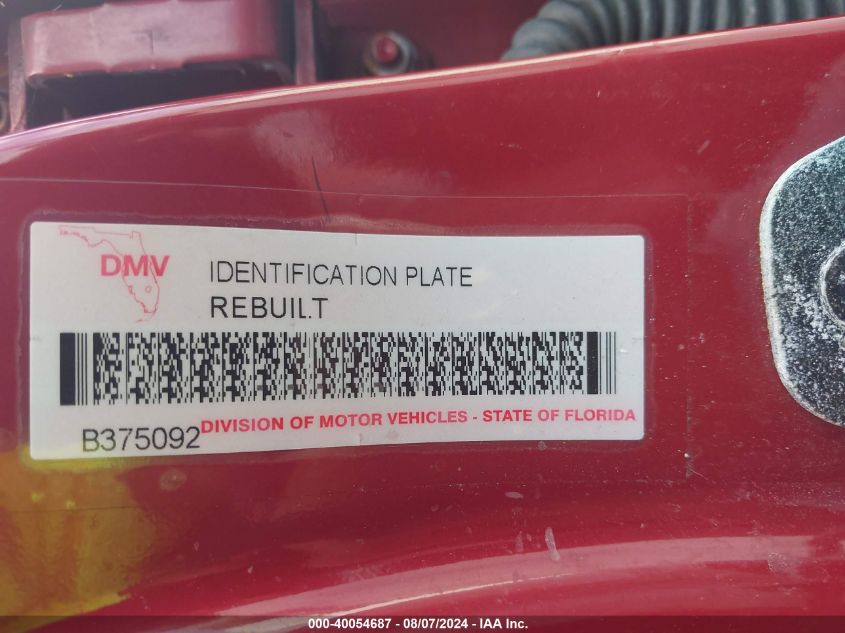 DMV
IDENTIFICATION PLATE
REBUILT
B375092
DIVISION OF MOTOR VEHICLES - STATE OF FLORIDA
000-40054687 - 08/07/2024 - IAA Inc.